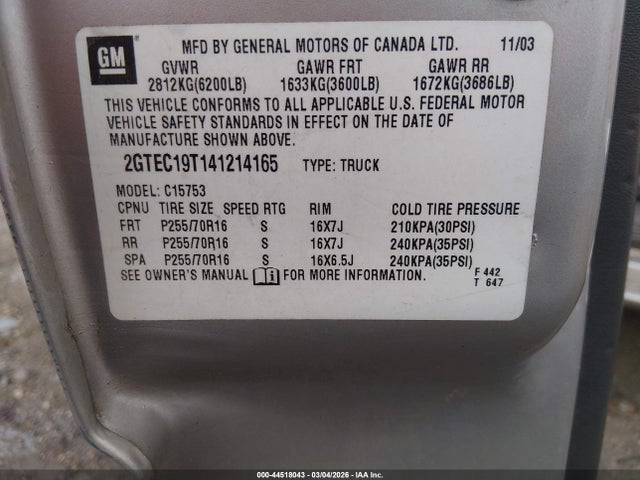 GM
MFD BY GENERAL MOTORS OF CANADA LTD. 11/03
GVWR GAWR FRT GAWR RR
2812KG(6200LB) 1633KG(3600LB) 1672KG(3686LB)
THIS VEHICLE CONFORMS TO ALL APPLICABLE U.S. FEDERAL MOTOR
VEHICLE SAFETY STANDARDS IN EFFECT ON THE DATE OF
MANUFACTURE SHOWN ABOVE.
2GTEC19T141214165 TYPE: TRUCK
MODEL: C15753
CPNU TIRE SIZE SPEED RTG RIM COLD TIRE PRESSURE
FRT P255/70R16 S 16X7J 210KPA(30PSI)
RR P255/70R16 S 16X7J 240KPA(35PSI)
SPA P255/70R16 S 16X6.5J 240KPA(35PSI)
SEE OWNER'S MANUAL FOR MORE INFORMATION. F 442
T 647
000-44518043 - 03/04/2026 - IAA Inc.